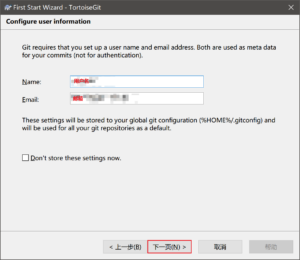 First Start Wizard - TortoiseGit
Configure user information
Git requires that you set up a user name and email address. Both are used as meta data
for your commits (not for authentication).
Name:
Email:
These settings will be stored to your global git configuration (%HOME%/.gitconfig) and
will be used for all your git repositories as a default.
Don't store these settings now.
< 上一步(B) 下一页(N) > 取消 帮助